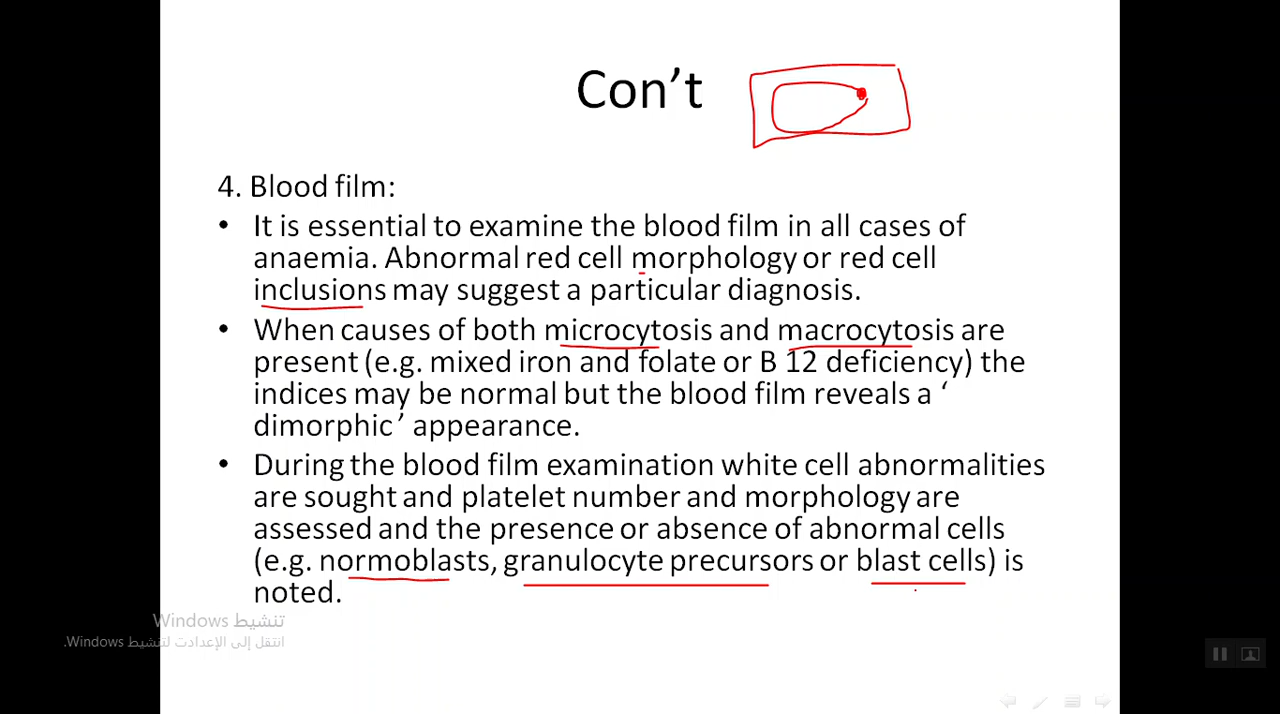 Con't
4. Blood film:
• It is essential to examine the blood film in all cases of
anaemia. Abnormal red cell morphology or red cell
inclusions may suggest a particular diagnosis.
• When causes of both microcytosis and macrocytosis are
present (e.g. mixed iron and folate or B 12 deficiency) the
indices may be normal but the blood film reveals a ‘
dimorphic’ appearance.
• During the blood film examination white cell abnormalities
are sought and platelet number and morphology are
assessed and the presence or absence of abnormal cells
(e.g. normoblasts, granulocyte precursors or blast cells) is
noted.
تنشيط Windows
انتقل إلى الإعدادت لتنشيط Windows.